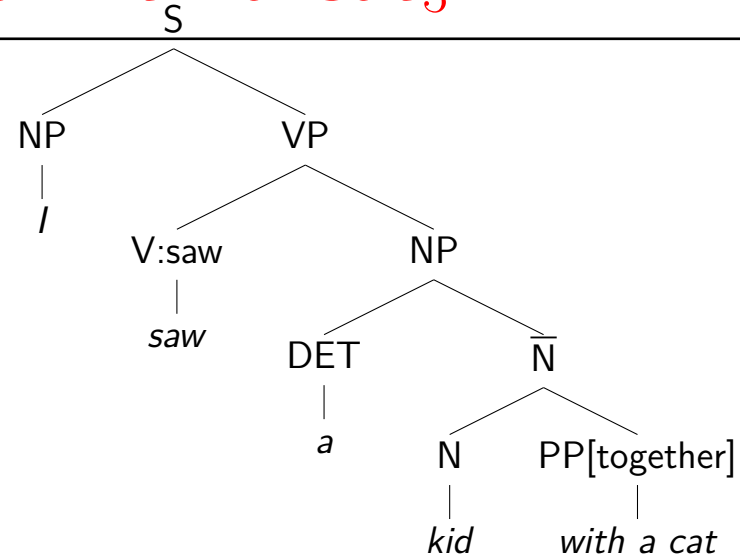 S
NP VP
I
V:saw NP
saw
DET N̅
a
N PP[together]
kid with a cat